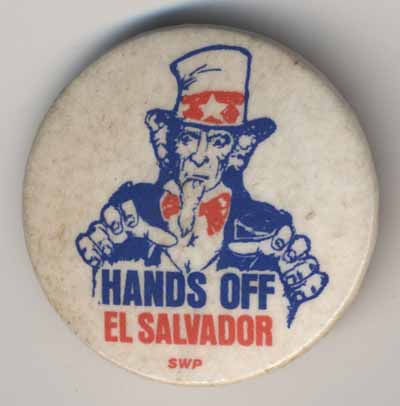 HANDS OFF
EL SALVADOR
SWP